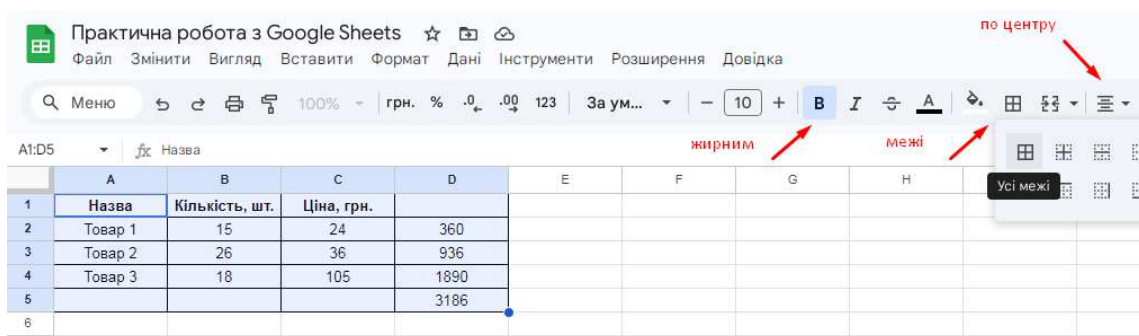 Практична робота з Google Sheets
по центру
Файл Змінити Вигляд Вставити Формат Дані Інструменти Розширення Довідка
Меню 100% грн. % .0 .00 123 За ум... − 10 + B I A
жирним
межі
A1:D5 fx Назва
Усі межі
A B C D E F G H
1 Назва Кількість, шт. Ціна, грн.
2 Товар 1 15 24 360
3 Товар 2 26 36 936
4 Товар 3 18 105 1890
5 3186
6